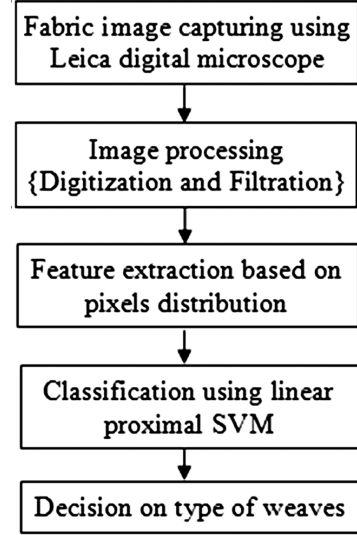 Fabric image capturing using
Leica digital microscope
Image processing
{Digitization and Filtration}
Feature extraction based on
pixels distribution
Classification using linear
proximal SVM
Decision on type of weaves